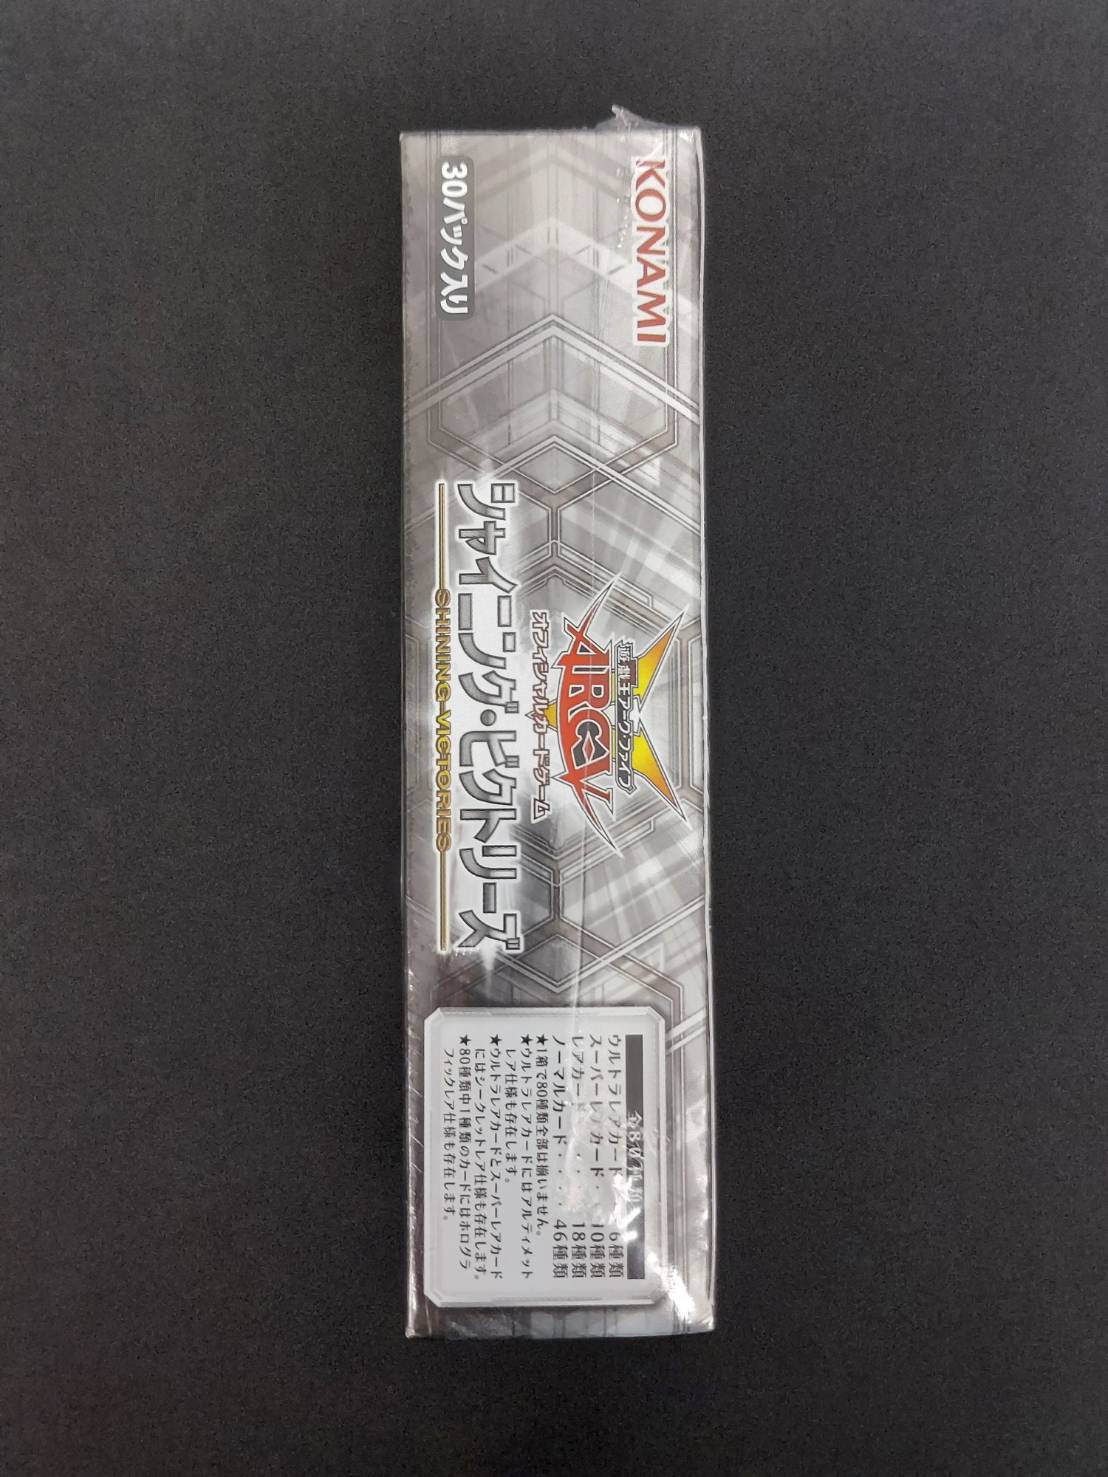 KONAMI
30パック入り
遊戯王アーク・ファイブ
ARC-V
オフィシャルカードゲーム
シャイニング・ビクトリーズ
SHINING VICTORIES
ウルトラレアカード 6種類
スーパーレアカード・・10種類
レアカード・・・・18種類
ノーマルカード・・・・46種類
★1箱で80種類全部は揃いません。
★ウルトラレアカードにはアルティメット
レア仕様も存在します。
★ウルトラレアカードとスーパーレアカード
にはシークレットレア仕様も存在します。
★80種類中1種類のカードにはホログラ
フィックレア仕様も存在します。